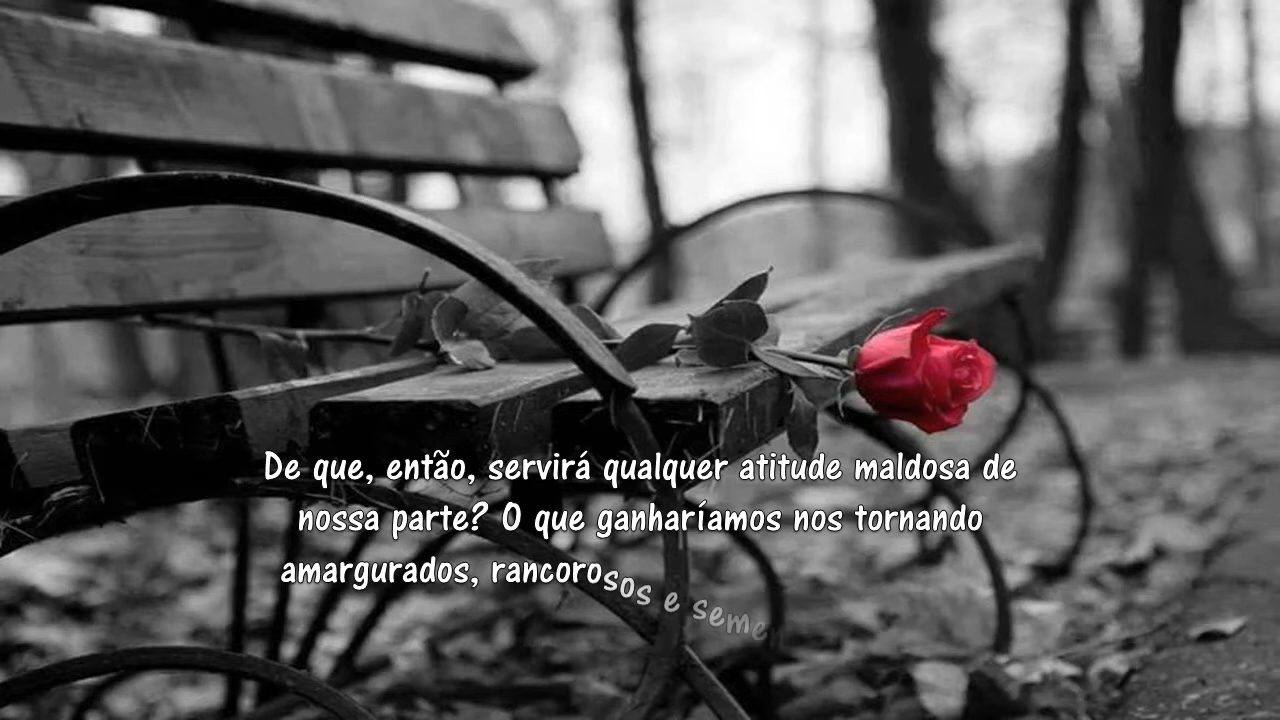 De que, então, servirá qualquer atitude maldosa de
nossa parte? O que ganharíamos nos tornando
amargurados, rancorosos e seme